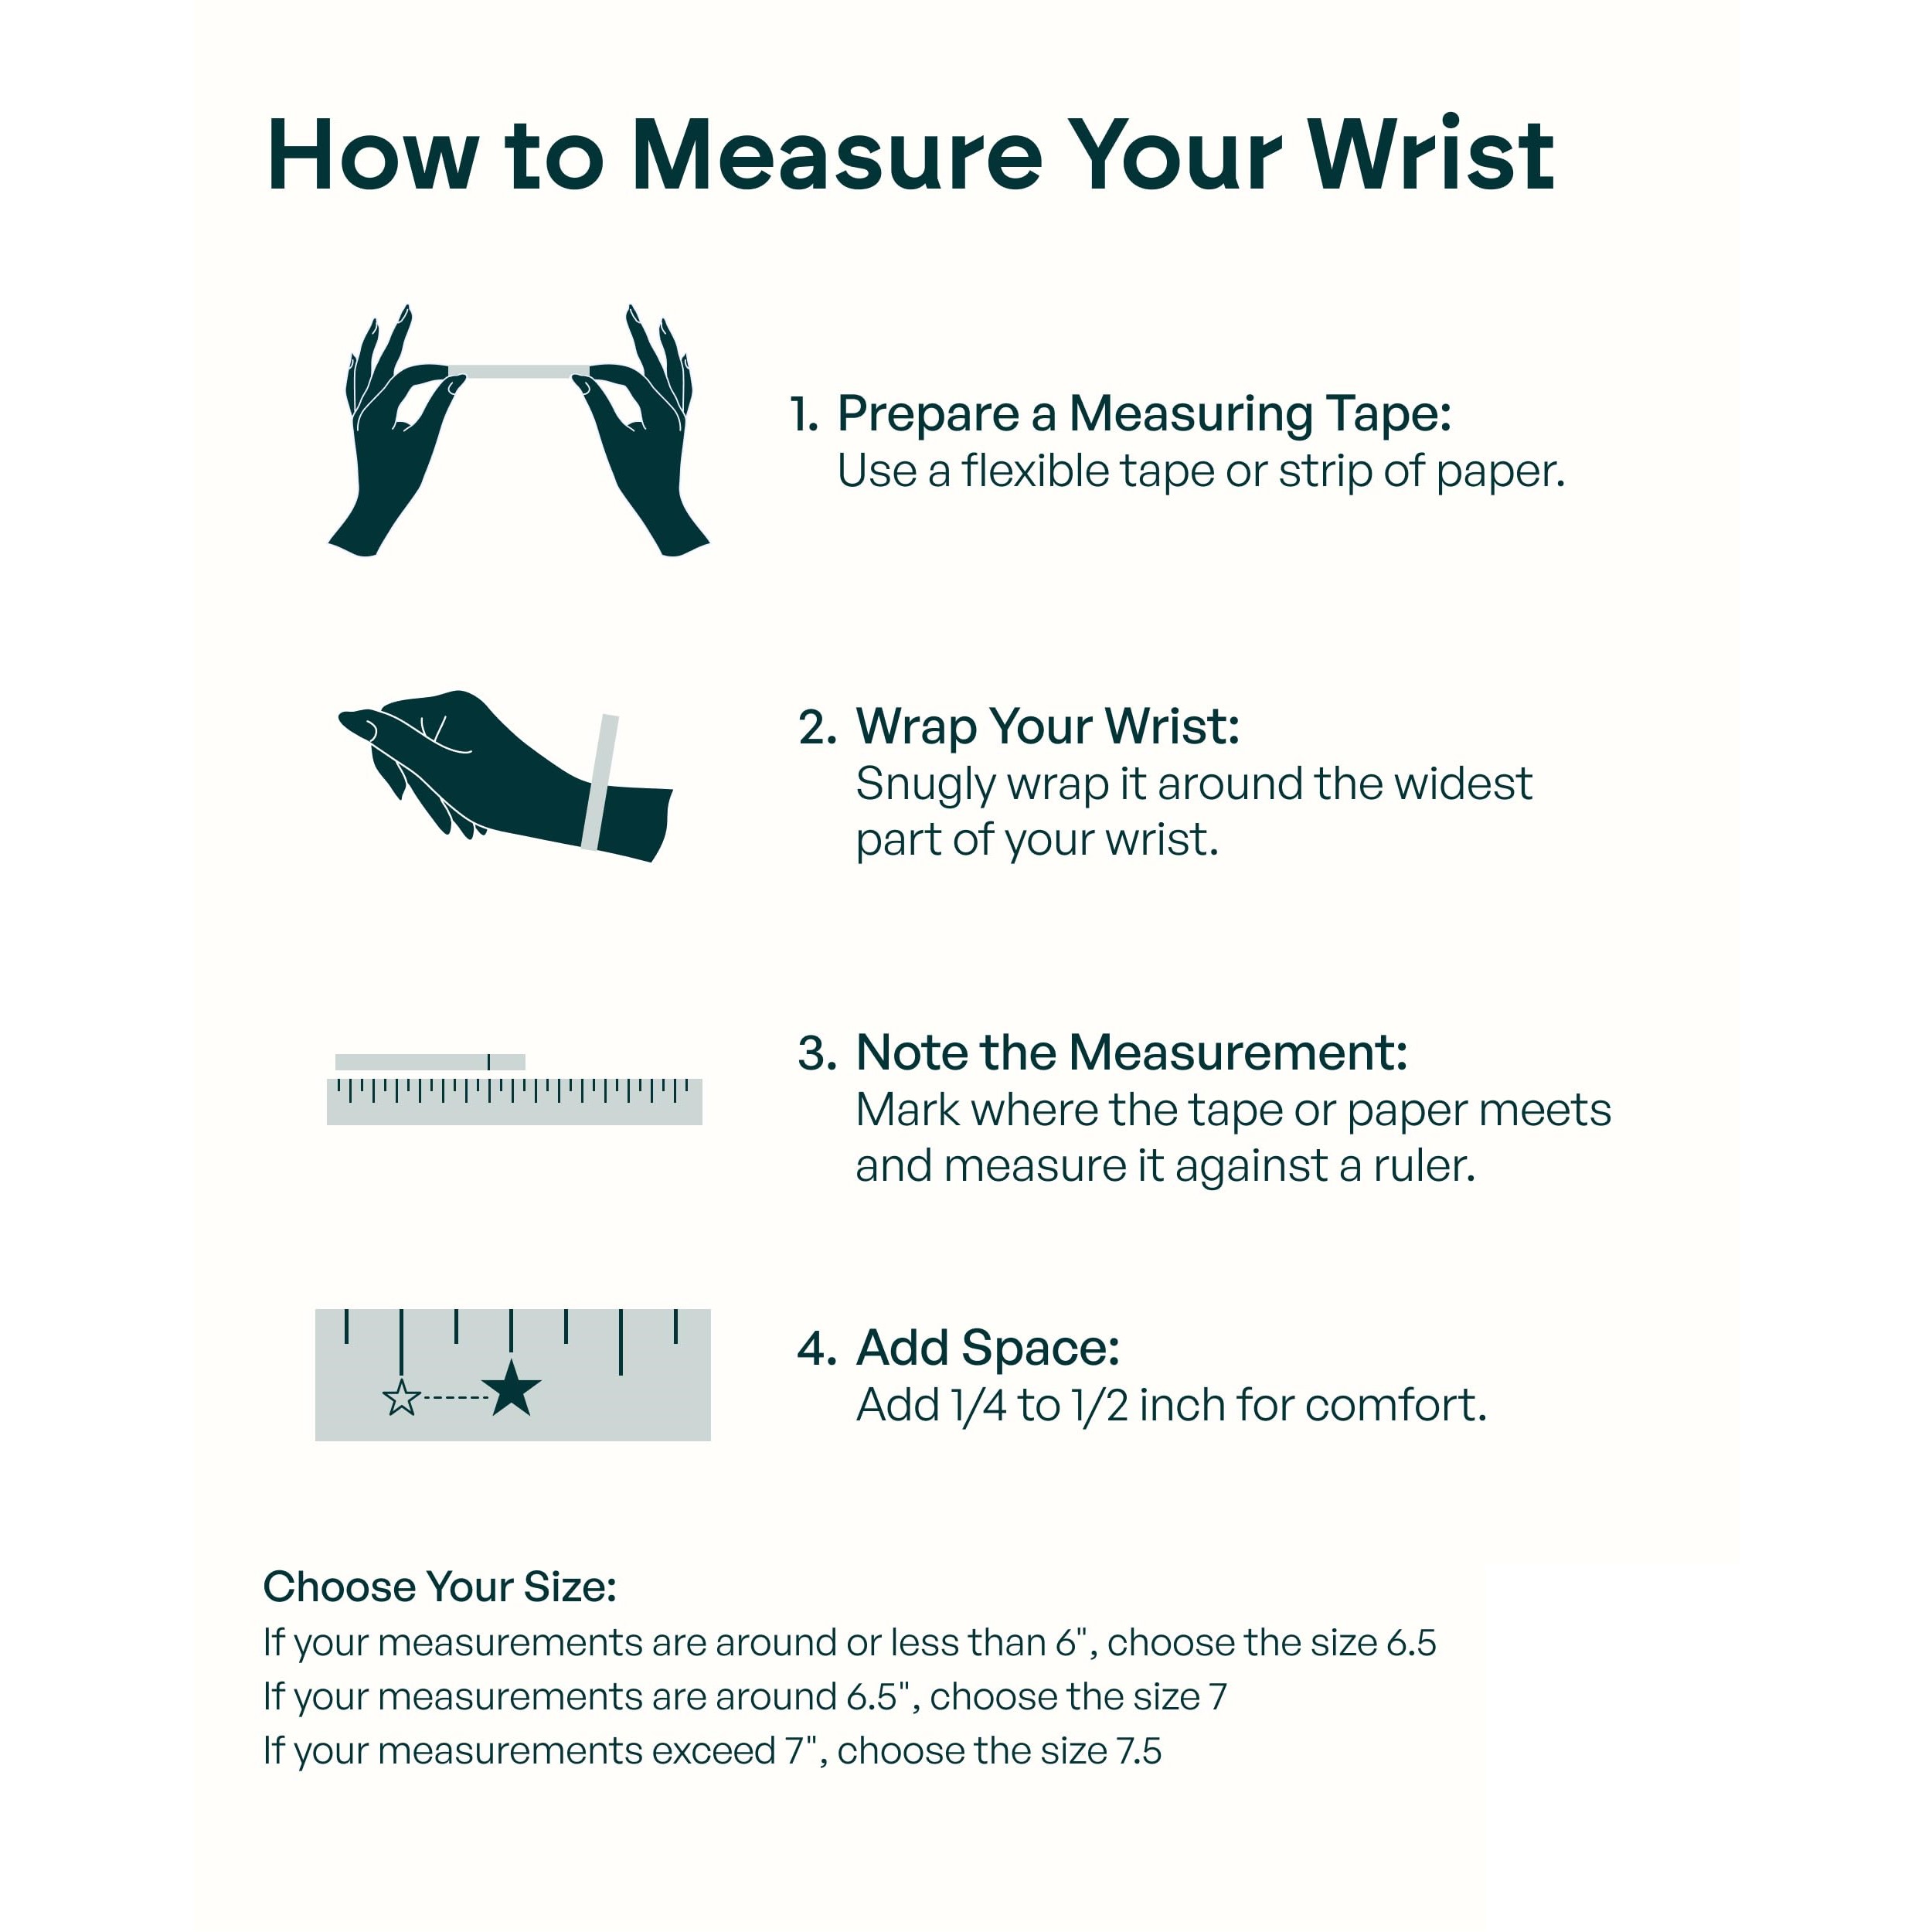 How to Measure Your Wrist
1. Prepare a Measuring Tape:
Use a flexible tape or strip of paper.
2. Wrap Your Wrist:
Snugly wrap it around the widest
part of your wrist.
3. Note the Measurement:
Mark where the tape or paper meets
and measure it against a ruler.
4. Add Space:
Add 1/4 to 1/2 inch for comfort.
Choose Your Size:
If your measurements are around or less than 6", choose the size 6.5
If your measurements are around 6.5", choose the size 7
If your measurements exceed 7", choose the size 7.5